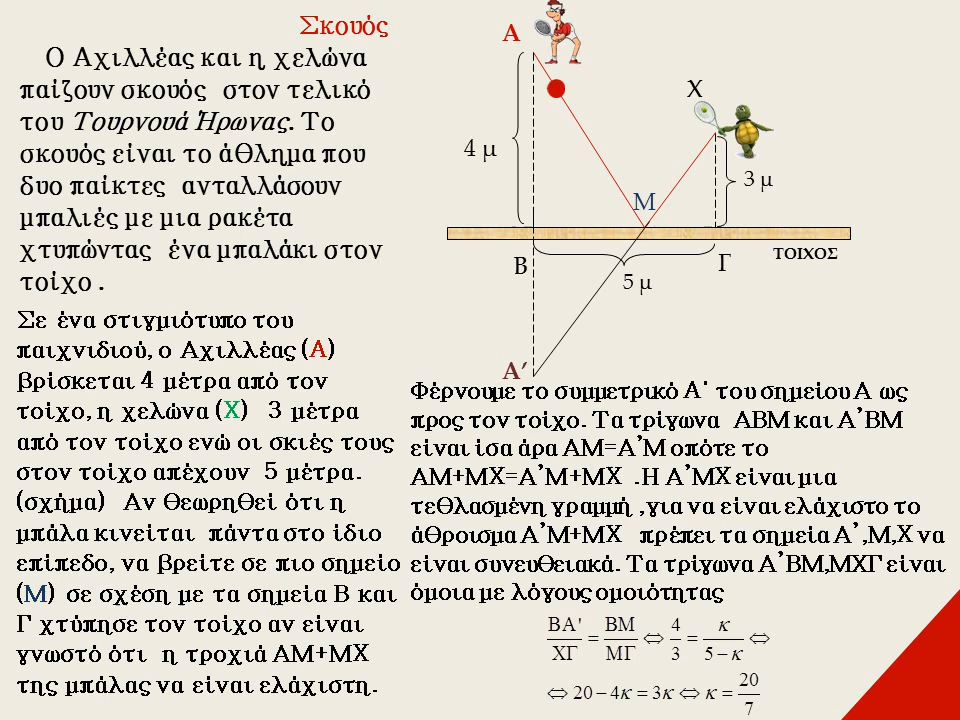 Σκουός
Ο Αχιλλέας και η χελώνα
παίζουν σκουός στον τελικό
του Τουρνουά Ήρωνας. Το
σκουός είναι το άθλημα που
δυο παίκτες ανταλλάσουν
μπαλιές με μια ρακέτα
χτυπώντας ένα μπαλάκι στον
τοίχο .
Σε ένα στιγμιότυπο του
παιχνιδιού, ο Αχιλλέας (Α)
βρίσκεται 4 μέτρα από τον
τοίχο, η χελώνα (Χ) 3 μέτρα
από τον τοίχο ενώ οι σκιές τους
στον τοίχο απέχουν 5 μέτρα.
(σχήμα) Αν θεωρηθεί ότι η
μπάλα κινείται πάντα στο ίδιο
επίπεδο, να βρείτε σε πιο σημείο
(Μ) σε σχέση με τα σημεία Β και
Γ χτύπησε τον τοίχο αν είναι
γνωστό ότι η τροχιά ΑΜ+ΜΧ
της μπάλας να είναι ελάχιστη.
Α
Χ
4 μ
3 μ
Μ
Β
Γ
ΤΟΙΧΟΣ
5 μ
Α′
Φέρνουμε το συμμετρικό Α' του σημείου Α ως
προς τον τοίχο. Τα τρίγωνα ΑΒΜ και Α’ΒΜ
είναι ίσα άρα ΑΜ=Α’Μ οπότε το
ΑΜ+ΜΧ=Α’Μ+ΜΧ .Η Α’ΜΧ είναι μια
τεθλασμένη γραμμή ,για να είναι ελάχιστο το
άθροισμα Α’Μ+ΜΧ πρέπει τα σημεία Α’,Μ,Χ να
είναι συνευθειακά. Τα τρίγωνα Α’ΒΜ,ΜΧΓ είναι
όμοια με λόγους ομοιότητας
ΒΑ'/ΧΓ = ΒΜ/ΜΓ ⇔ 4/3 = κ/(5−κ) ⇔
⇔ 20−4κ = 3κ ⇔ κ = 20/7